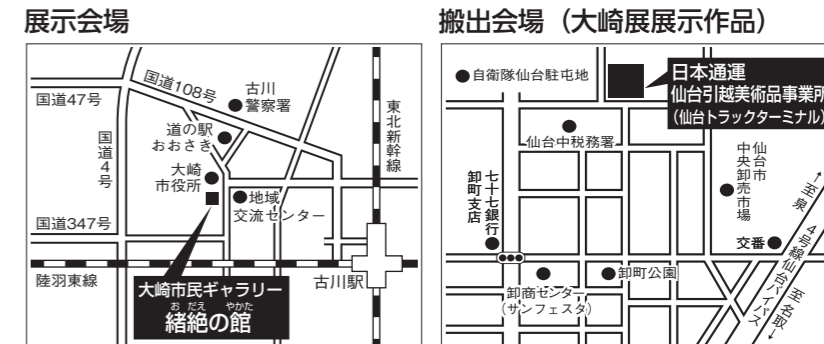 展示会場
国道108号
国道47号
古川
警察署
国道4号
道の駅
おおさき
東北新幹線
大崎
市役所
地域
交流センター
国道347号
陸羽東線
古川駅
大崎市民ギャラリー
おだえ やかた
緒絶の館
搬出会場（大崎展展示作品）
自衛隊仙台駐屯地
日本通運
仙台引越美術品事業所
（仙台トラックターミナル）
仙台中税務署
仙台市
中央卸売市場
七十七銀行
卸町支店
↑至泉
4号線仙台バイパス
至名取↓
交番
卸町公園
卸商センター
（サンフェスタ）